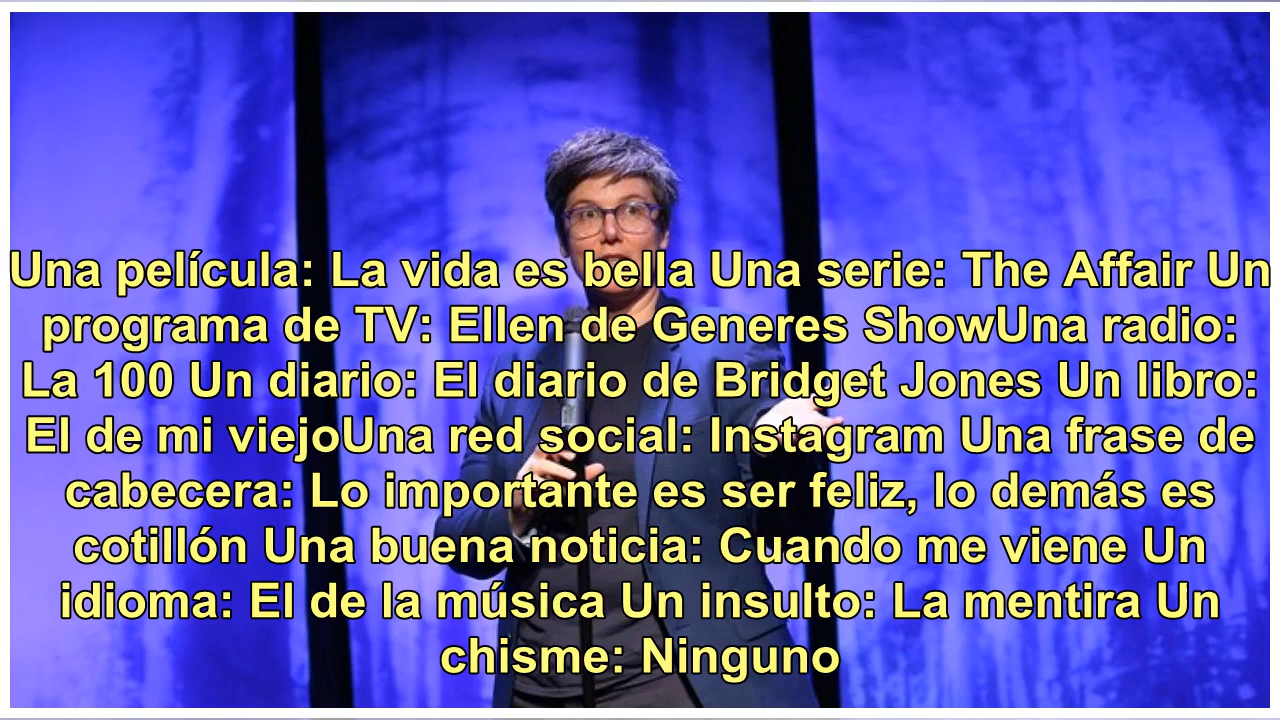 Una película: La vida es bella Una serie: The Affair Un
programa de TV: Ellen de Generes ShowUna radio:
La 100 Un diario: El diario de Bridget Jones Un libro:
El de mi viejoUna red social: Instagram Una frase de
cabecera: Lo importante es ser feliz, lo demás es
cotillón Una buena noticia: Cuando me viene Un
idioma: El de la música Un insulto: La mentira Un
chisme: Ninguno